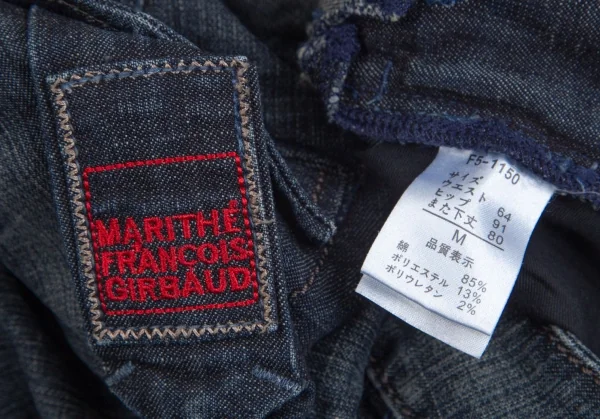 MARITHÉ
FRANCOIS
GIRBAUD
F5-1150
サイズ
ウエスト 64
ヒップ 91
また下丈 80
M
品質表示
綿 85%
ポリエステル 13%
ポリウレタン 2%